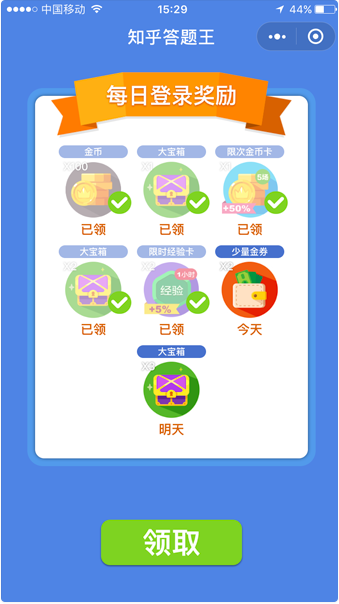 中国移动 15:29 44%
知乎答题王
每日登录奖励
金币 大宝箱 限次金币卡
5场
+50%
已领 已领 已领
大宝箱 限时经验卡 少量金券
X2 X2
1小时
经验
+5%
已领 已领 今天
大宝箱
明天
领取